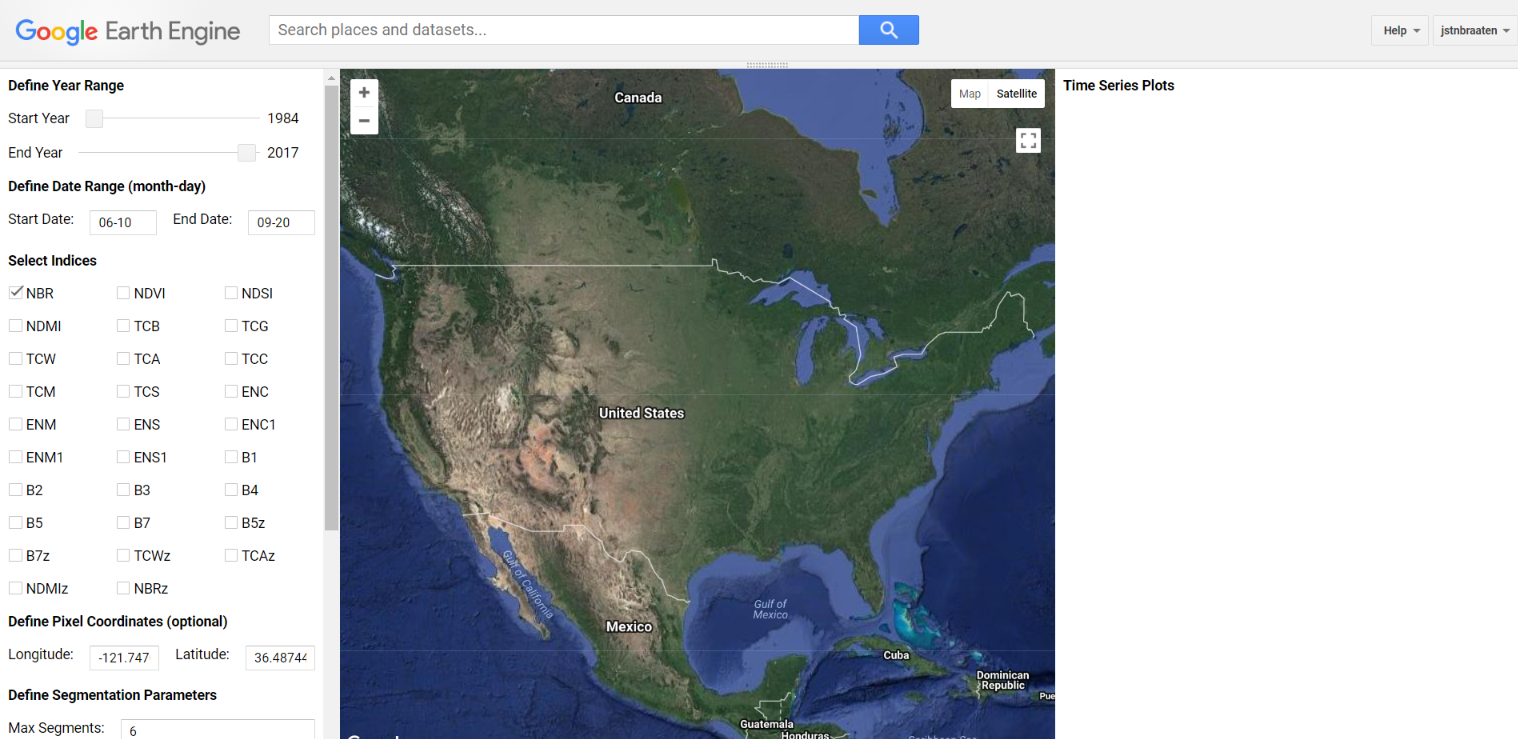 Google Earth Engine
Search places and datasets...
Help
jstnbraaten
Define Year Range
Start Year 1984
End Year 2017
Define Date Range (month-day)
Start Date: 06-10 End Date: 09-20
Select Indices
NBR NDVI NDSI
NDMI TCB TCG
TCW TCA TCC
TCM TCS ENC
ENM ENS ENC1
ENM1 ENS1 B1
B2 B3 B4
B5 B7 B5z
B7z TCWz TCAz
NDMIz NBRz
Define Pixel Coordinates (optional)
Longitude: -121.747 Latitude: 36.48744
Define Segmentation Parameters
Max Segments: 6
+
−
Map Satellite
Canada
United States
Gulf of California
Mexico
Gulf of
Mexico
Cuba
Dominican
Republic
Guatemala
Honduras
Time Series Plots